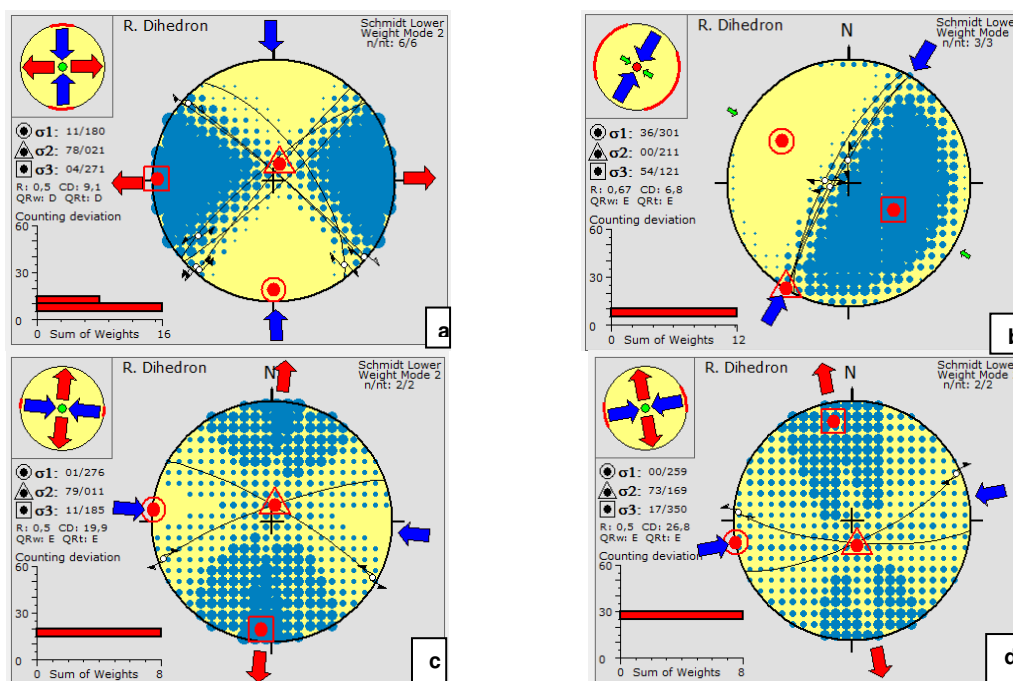 R. Dihedron
Schmidt Lower
Weight Mode 2
n/nt: 6/6
σ1: 11/180
σ2: 78/021
σ3: 04/271
R: 0,5 CD: 9,1
QRw: D QRt: D
Counting deviation
60
30
0
0 Sum of Weights 16
a
R. Dihedron
N
Schmidt Lower
Weight Mode
n/nt: 3/3
σ1: 36/301
σ2: 00/211
σ3: 54/121
R: 0,67 CD: 6,8
QRw: E QRt: E
Counting deviation
60
30
0
0 Sum of Weights 12
b
R. Dihedron
N
Schmidt Lower
Weight Mode 2
n/nt: 2/2
σ1: 01/276
σ2: 79/011
σ3: 11/185
R: 0,5 CD: 19,9
QRw: E QRt: E
Counting deviation
60
30
0
0 Sum of Weights 8
c
R. Dihedron
N
Schmidt Lower
Weight Mode 2
n/nt: 2/2
σ1: 00/259
σ2: 73/169
σ3: 17/350
R: 0,5 CD: 26,8
QRw: E QRt: E
Counting deviation
60
30
0
0 Sum of Weights 8
d